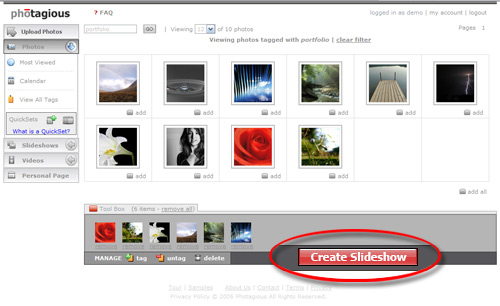 photagious
? FAQ
logged in as demo | my account | logout
Upload Photos
portfolio GO | Viewing 12 of 10 photos
Pages 1
Viewing photos tagged with portfolio | clear filter
Photos
Most Viewed
Calendar
View All Tags
QuickSets
What is a QuickSet?
Slideshows
Videos
Personal Page
add add add add add add
add add add add
add all
Tool Box (6 items - remove all)
MANAGE tag untag delete
Create Slideshow
Tour | Samples About Us | Contact | Terms | Privacy
Privacy Policy © 2006 Photagious All Rights Reserved.